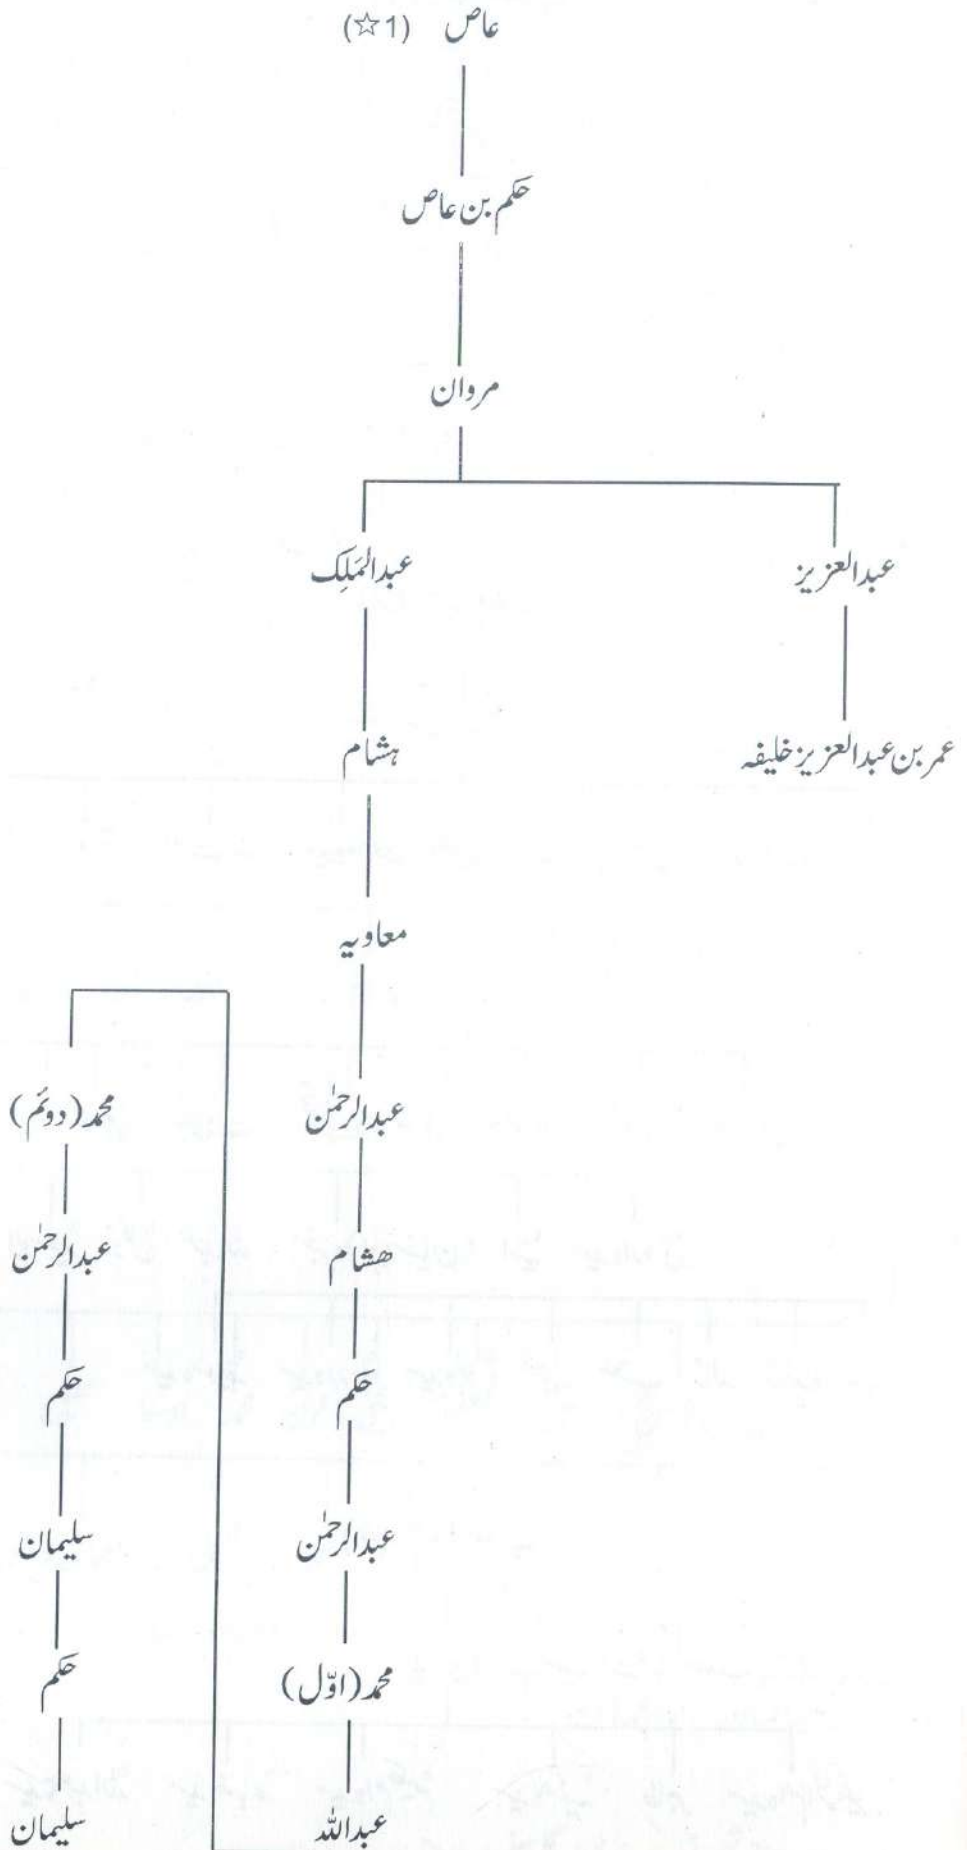 عاص (☆1)
حکم بن عاص
مروان
عبدالعزیز
عبدالمَلِک
عمر بن عبدالعزیز خلیفہ
ہشام
معاویہ
عبدالرحمٰن
ھشام
حکم
عبدالرحمٰن
محمد (اوّل)
عبداللہ
محمد (دوئم)
عبدالرحمٰن
حکم
سلیمان
حکم
سلیمان